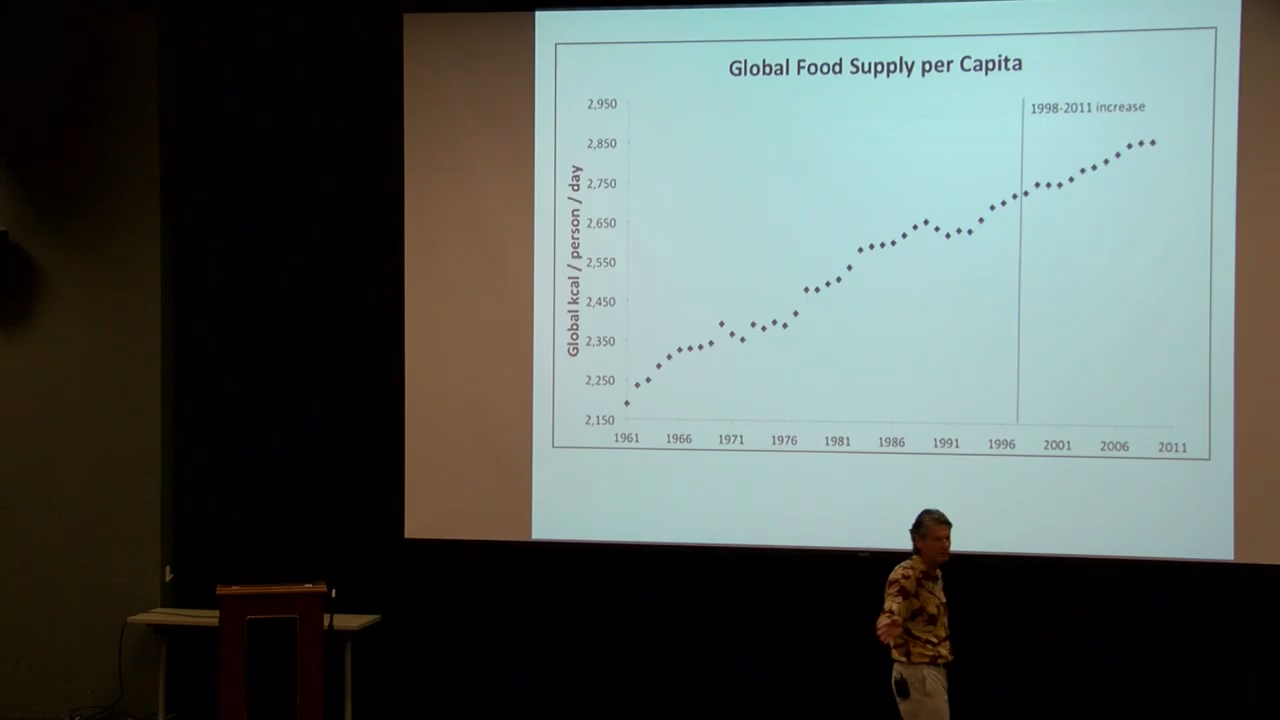 Global Food Supply per Capita
1998-2011 increase
Global kcal / person / day
2,950
2,850
2,750
2,650
2,550
2,450
2,350
2,250
2,150
1961 1966 1971 1976 1981 1986 1991 1996 2001 2006 2011